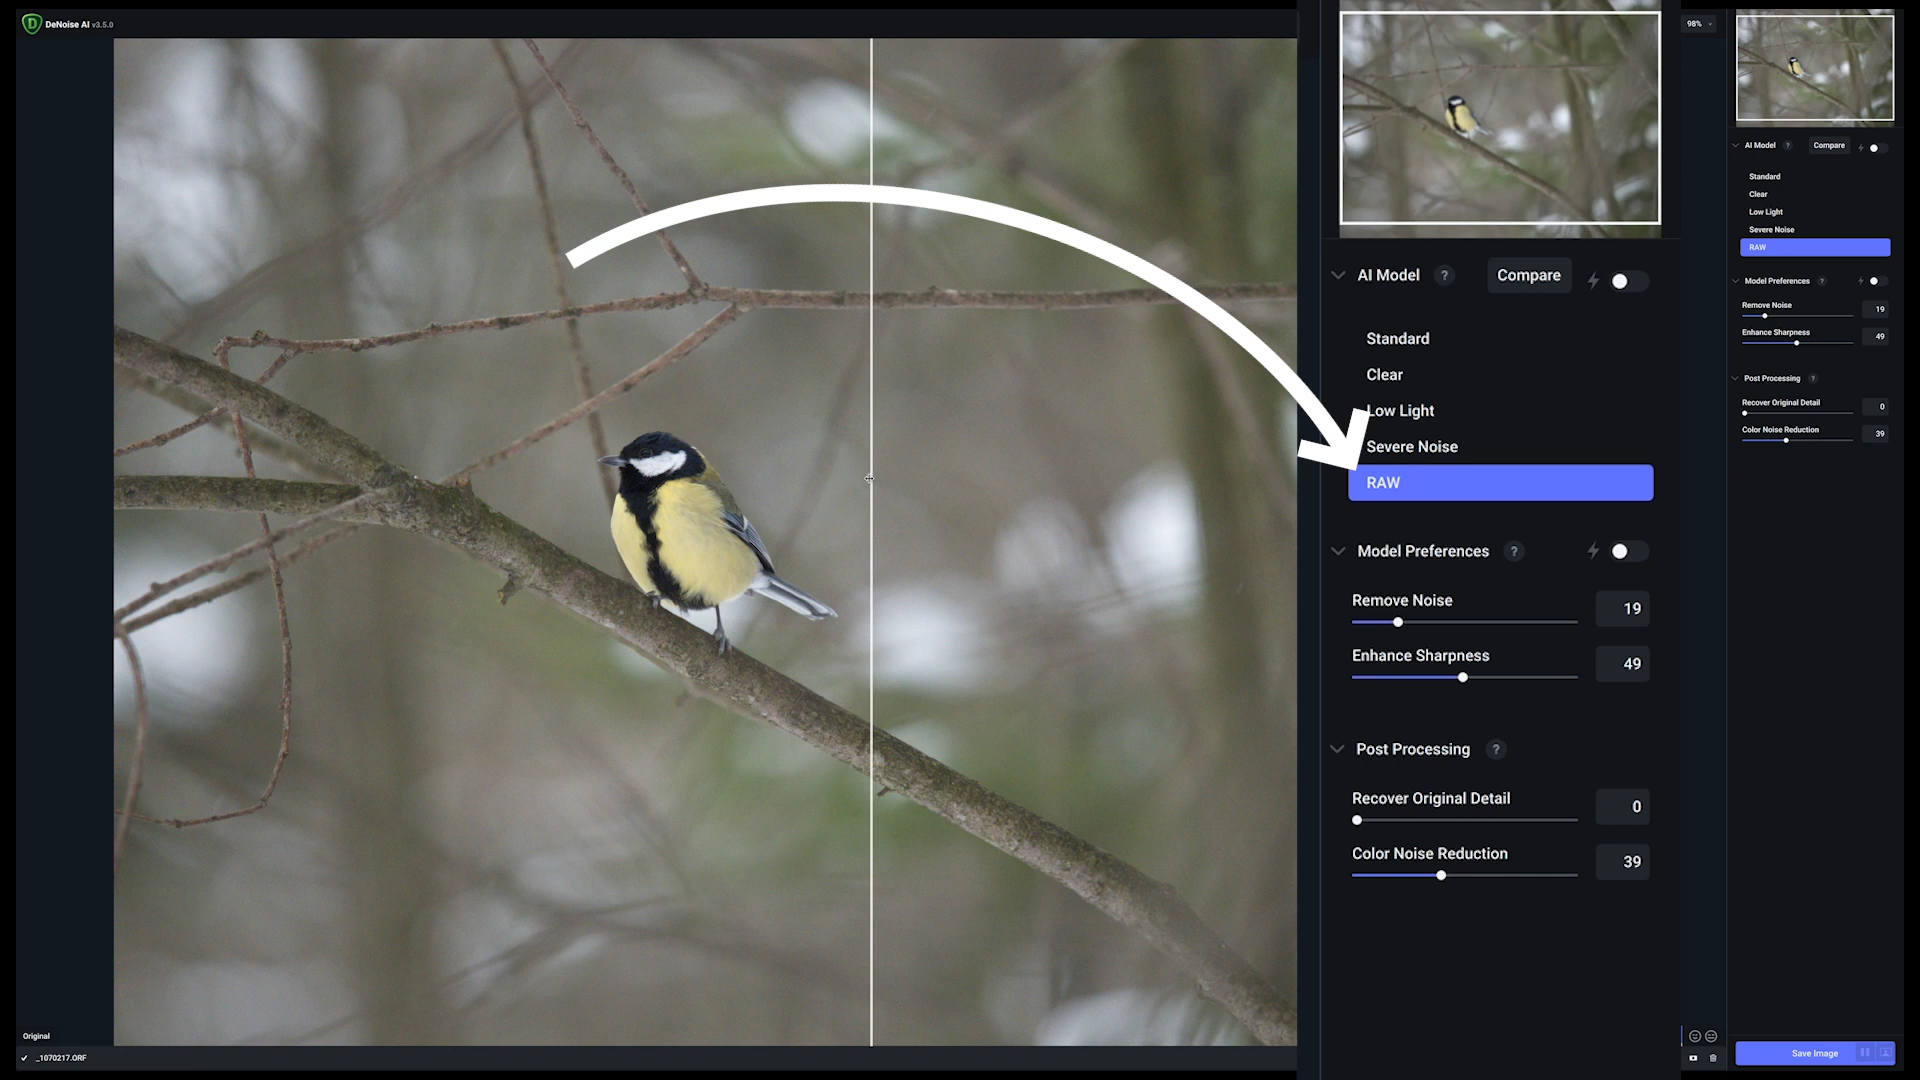 DeNoise AI v3.5.0
98%
AI Model ? Compare
Standard
Clear
Low Light
Severe Noise
RAW
Model Preferences ?
Remove Noise 19
Enhance Sharpness 49
Post Processing ?
Recover Original Detail 0
Color Noise Reduction 39
AI Model ? Compare
Standard
Clear
Low Light
Severe Noise
RAW
Model Preferences ?
Remove Noise 19
Enhance Sharpness 49
Post Processing ?
Recover Original Detail 0
Color Noise Reduction 39
Original
_1070217.ORF
Save Image